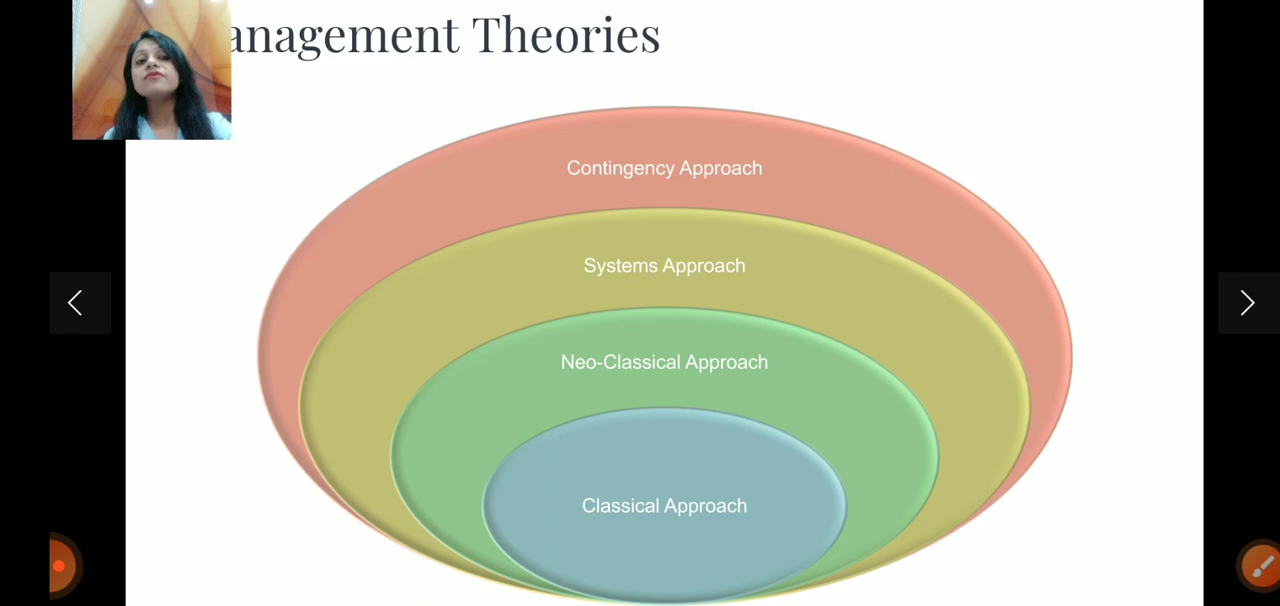 anagement Theories
Contingency Approach
Systems Approach
Neo-Classical Approach
Classical Approach